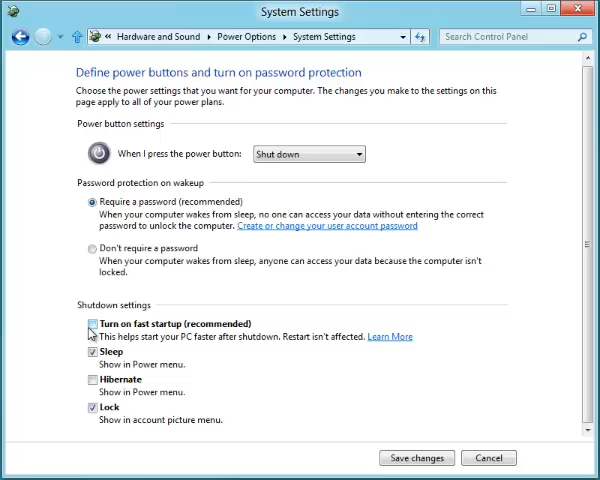 System Settings
« Hardware and Sound ▸ Power Options ▸ System Settings
Search Control Panel
Define power buttons and turn on password protection
Choose the power settings that you want for your computer. The changes you make to the settings on this
page apply to all of your power plans.
Power button settings
When I press the power button: Shut down
Password protection on wakeup
Require a password (recommended)
When your computer wakes from sleep, no one can access your data without entering the correct
password to unlock the computer. Create or change your user account password
Don't require a password
When your computer wakes from sleep, anyone can access your data because the computer isn't
locked.
Shutdown settings
Turn on fast startup (recommended)
This helps start your PC faster after shutdown. Restart isn't affected. Learn More
Sleep
Show in Power menu.
Hibernate
Show in Power menu.
Lock
Show in account picture menu.
Save changes Cancel